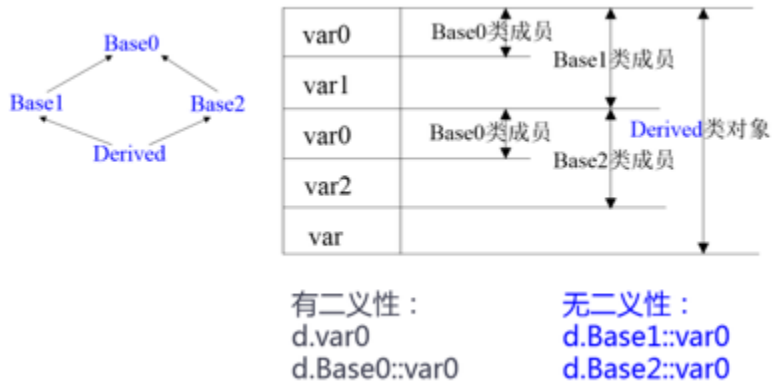 Base0
Base1
Base2
Derived
var0
Base0类成员
Base1类成员
var1
var0
Base0类成员
Derived类对象
Base2类成员
var2
var
有二义性：
d.var0
d.Base0::var0
无二义性：
d.Base1::var0
d.Base2::var0